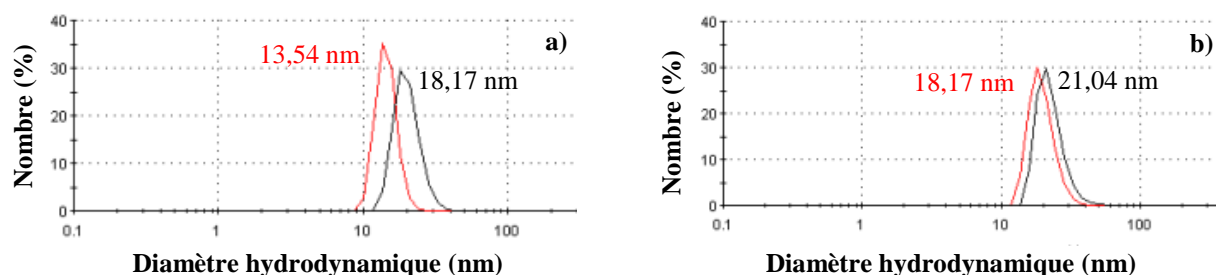 40
30
20
10
0
Nombre (%)
a)
13,54 nm
18,17 nm
0.1 1 10 100
Diamètre hydrodynamique (nm)
40
30
20
10
0
Nombre (%)
b)
18,17 nm
21,04 nm
0.1 1 10 100
Diamètre hydrodynamique (nm)